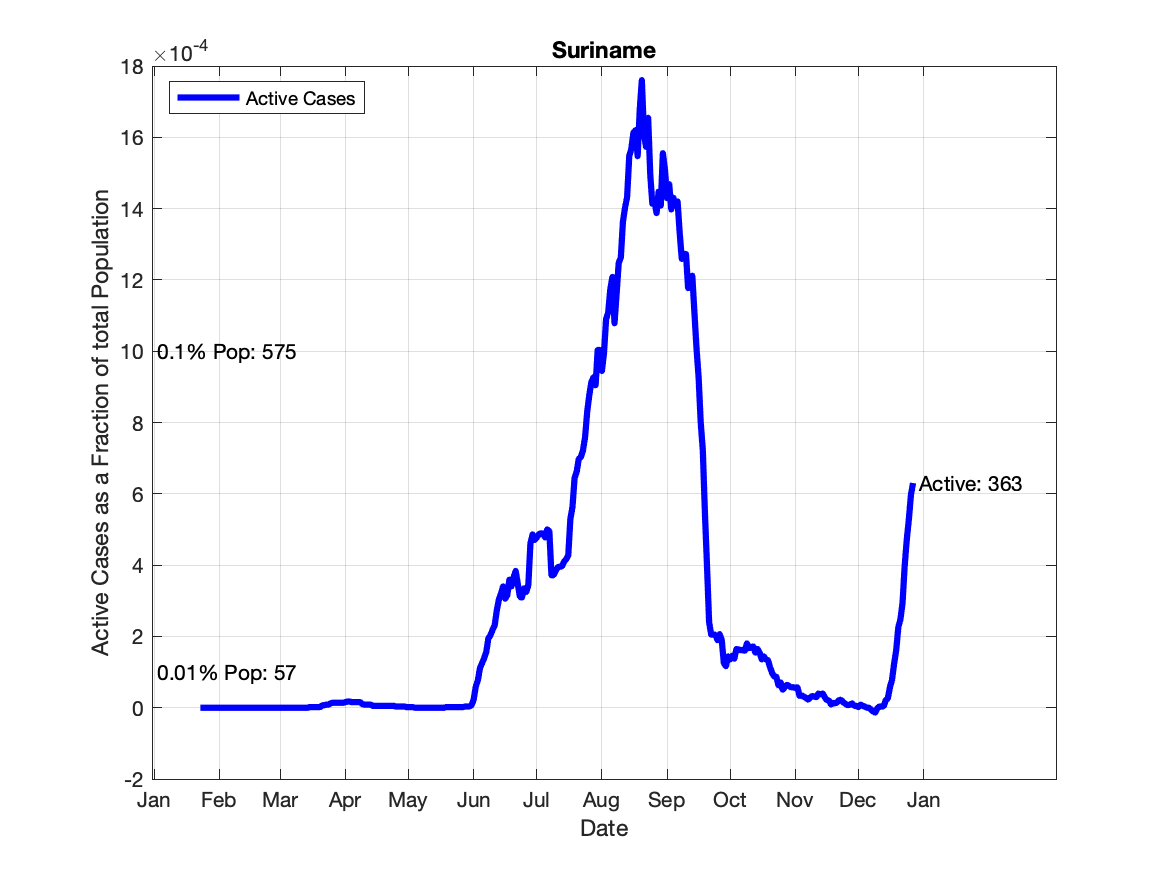 Suriname
×10-4
18
16
14
12
10
8
6
4
2
0
-2
Active Cases as a Fraction of total Population
Active Cases
0.1% Pop: 575
0.01% Pop: 57
Active: 363
Jan Feb Mar Apr May Jun Jul Aug Sep Oct Nov Dec Jan
Date